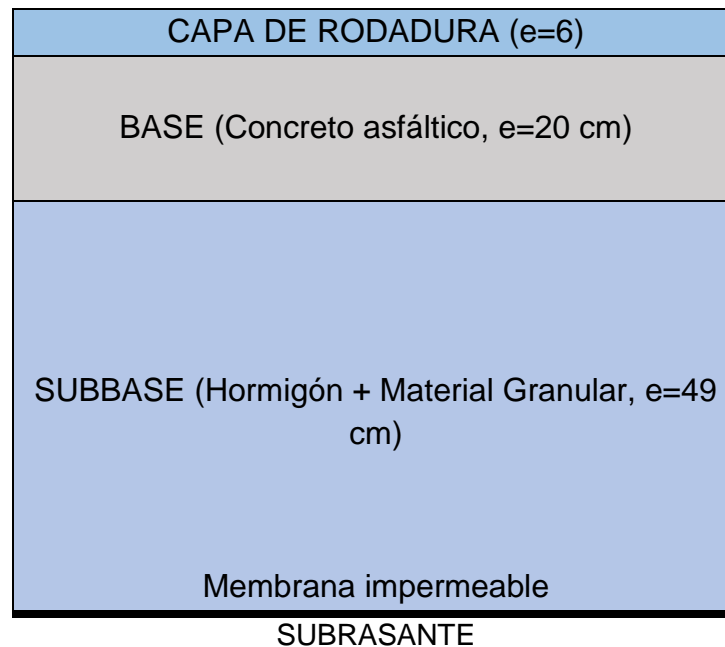 CAPA DE RODADURA (e=6)
BASE (Concreto asfáltico, e=20 cm)
SUBBASE (Hormigón + Material Granular, e=49
cm)
Membrana impermeable
SUBRASANTE